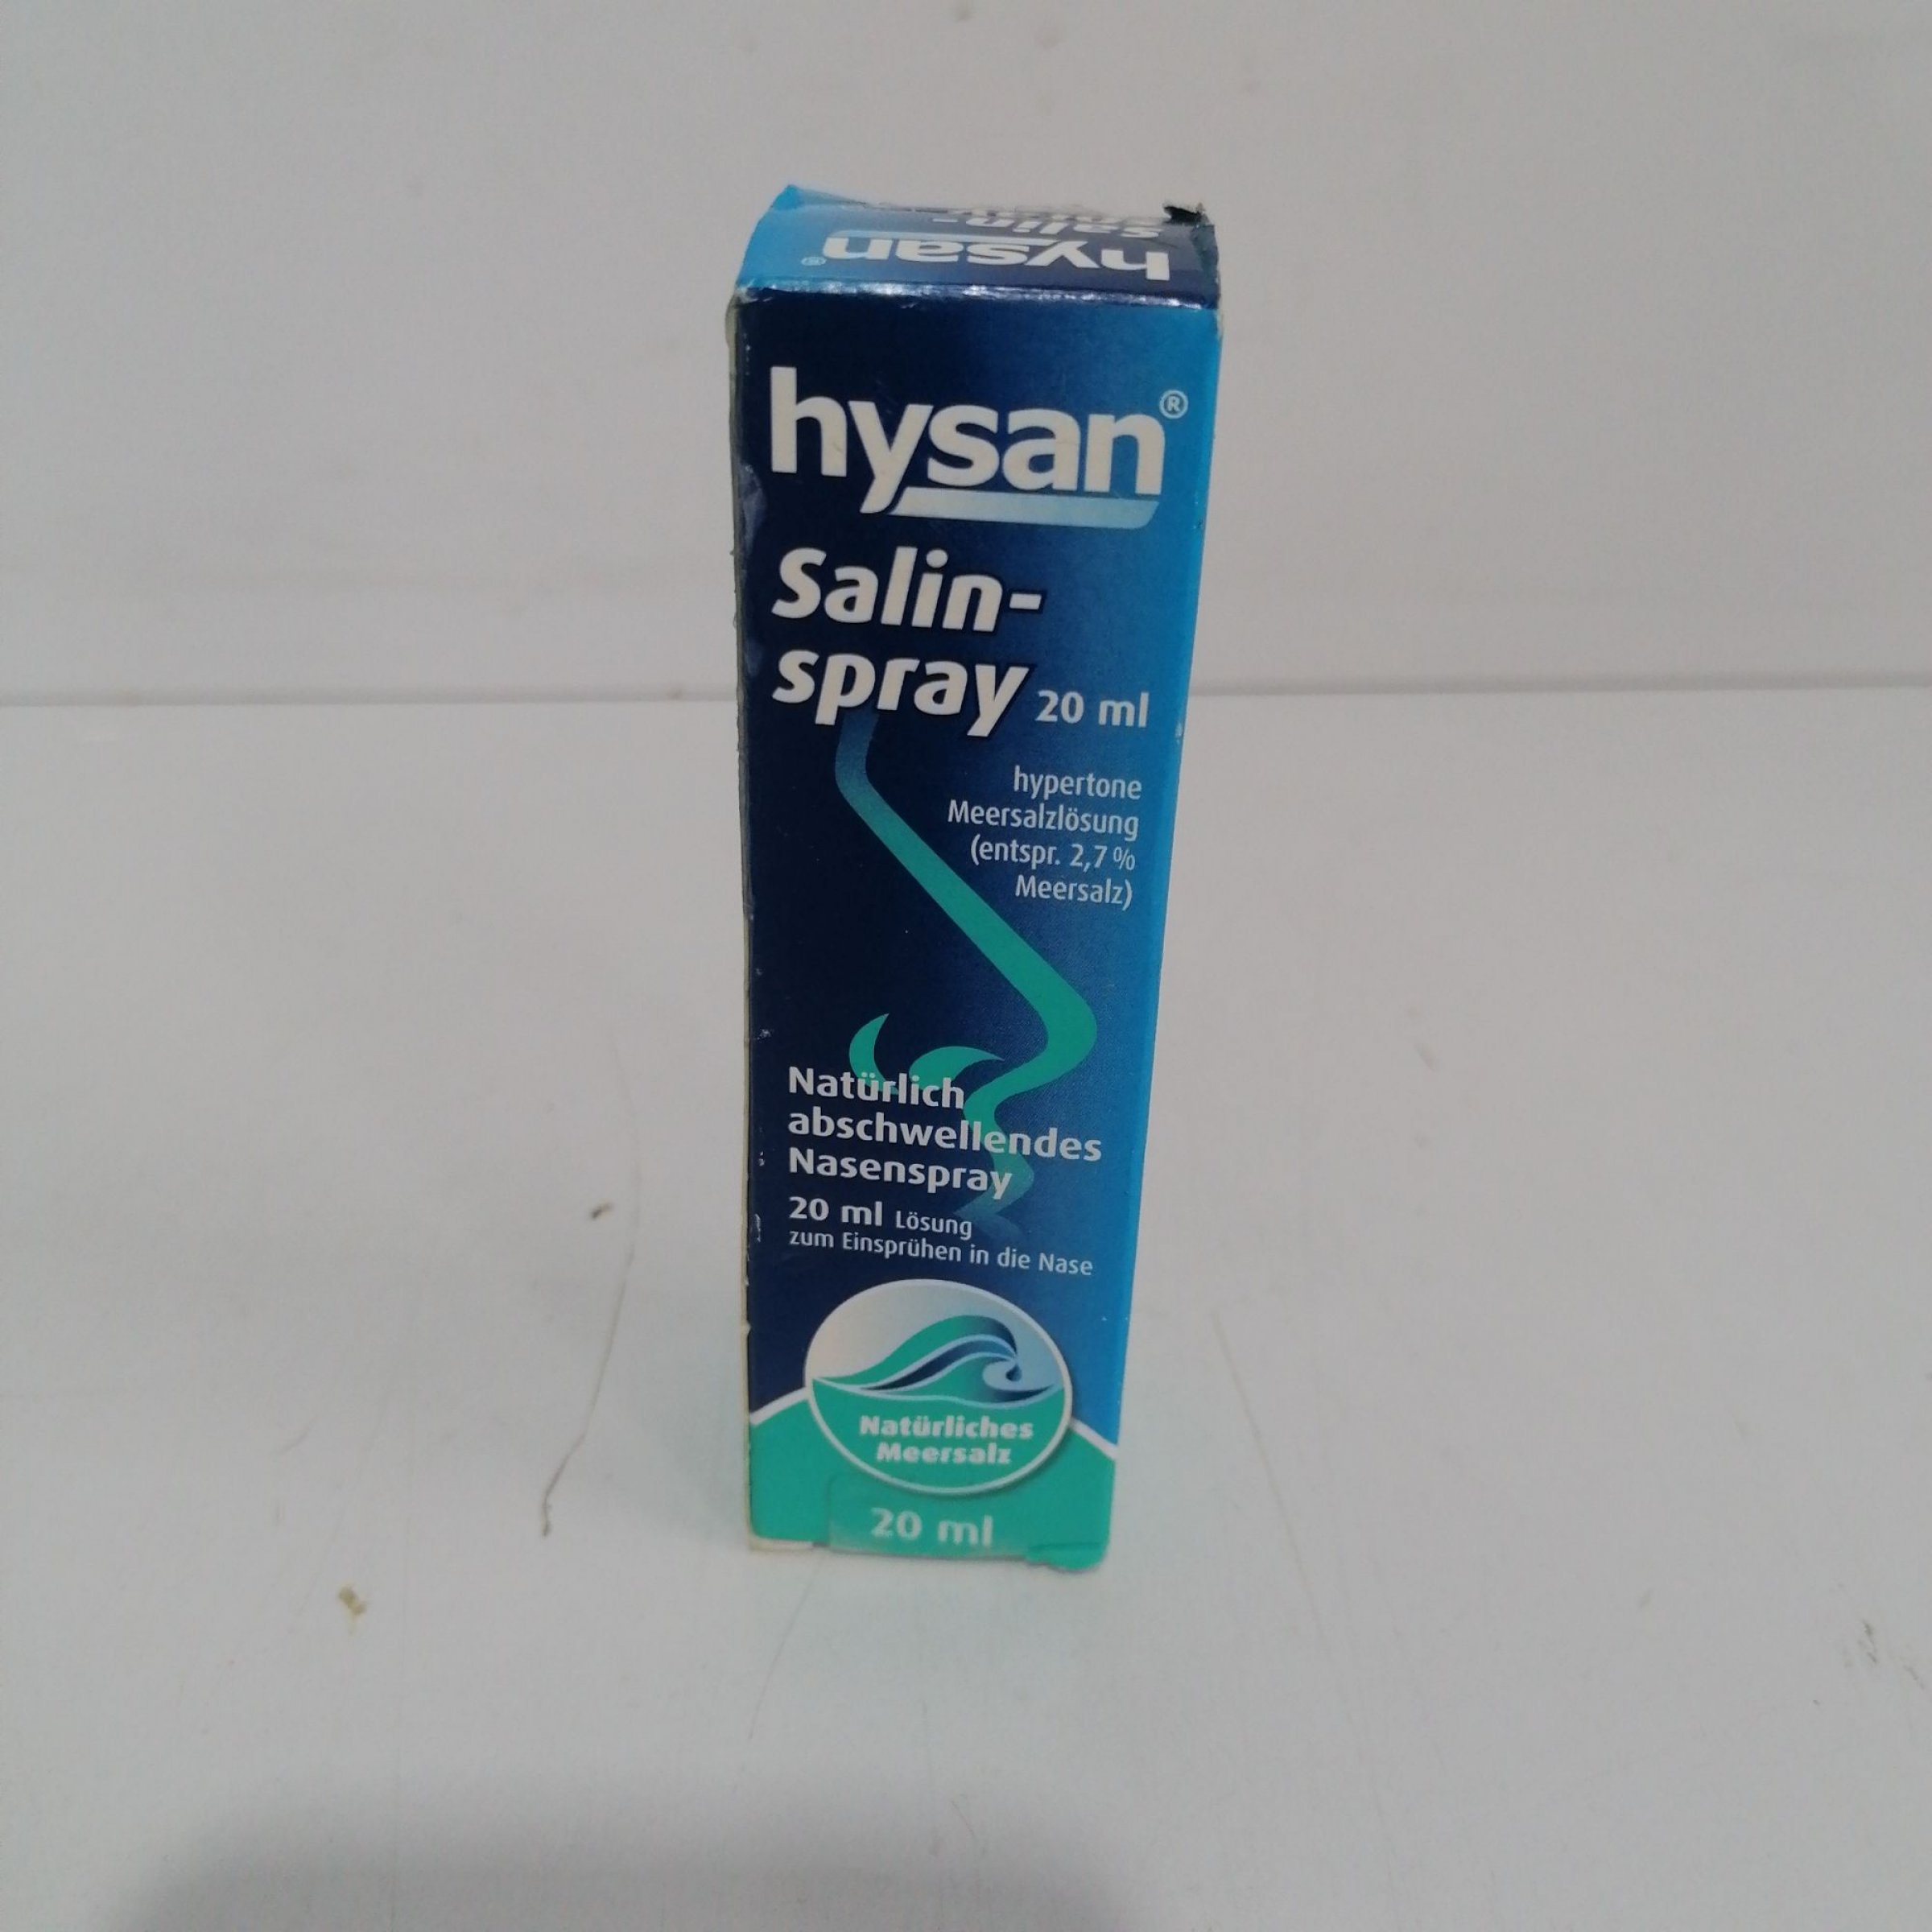 hysan®
Salin-
spray
hysan®
Salin-
spray 20 ml
hypertone
Meersalzlösung
(entspr. 2,7 %
Meersalz)
Natürlich
abschwellendes
Nasenspray
20 ml Lösung
zum Einsprühen in die Nase
Natürliches
Meersalz
20 ml